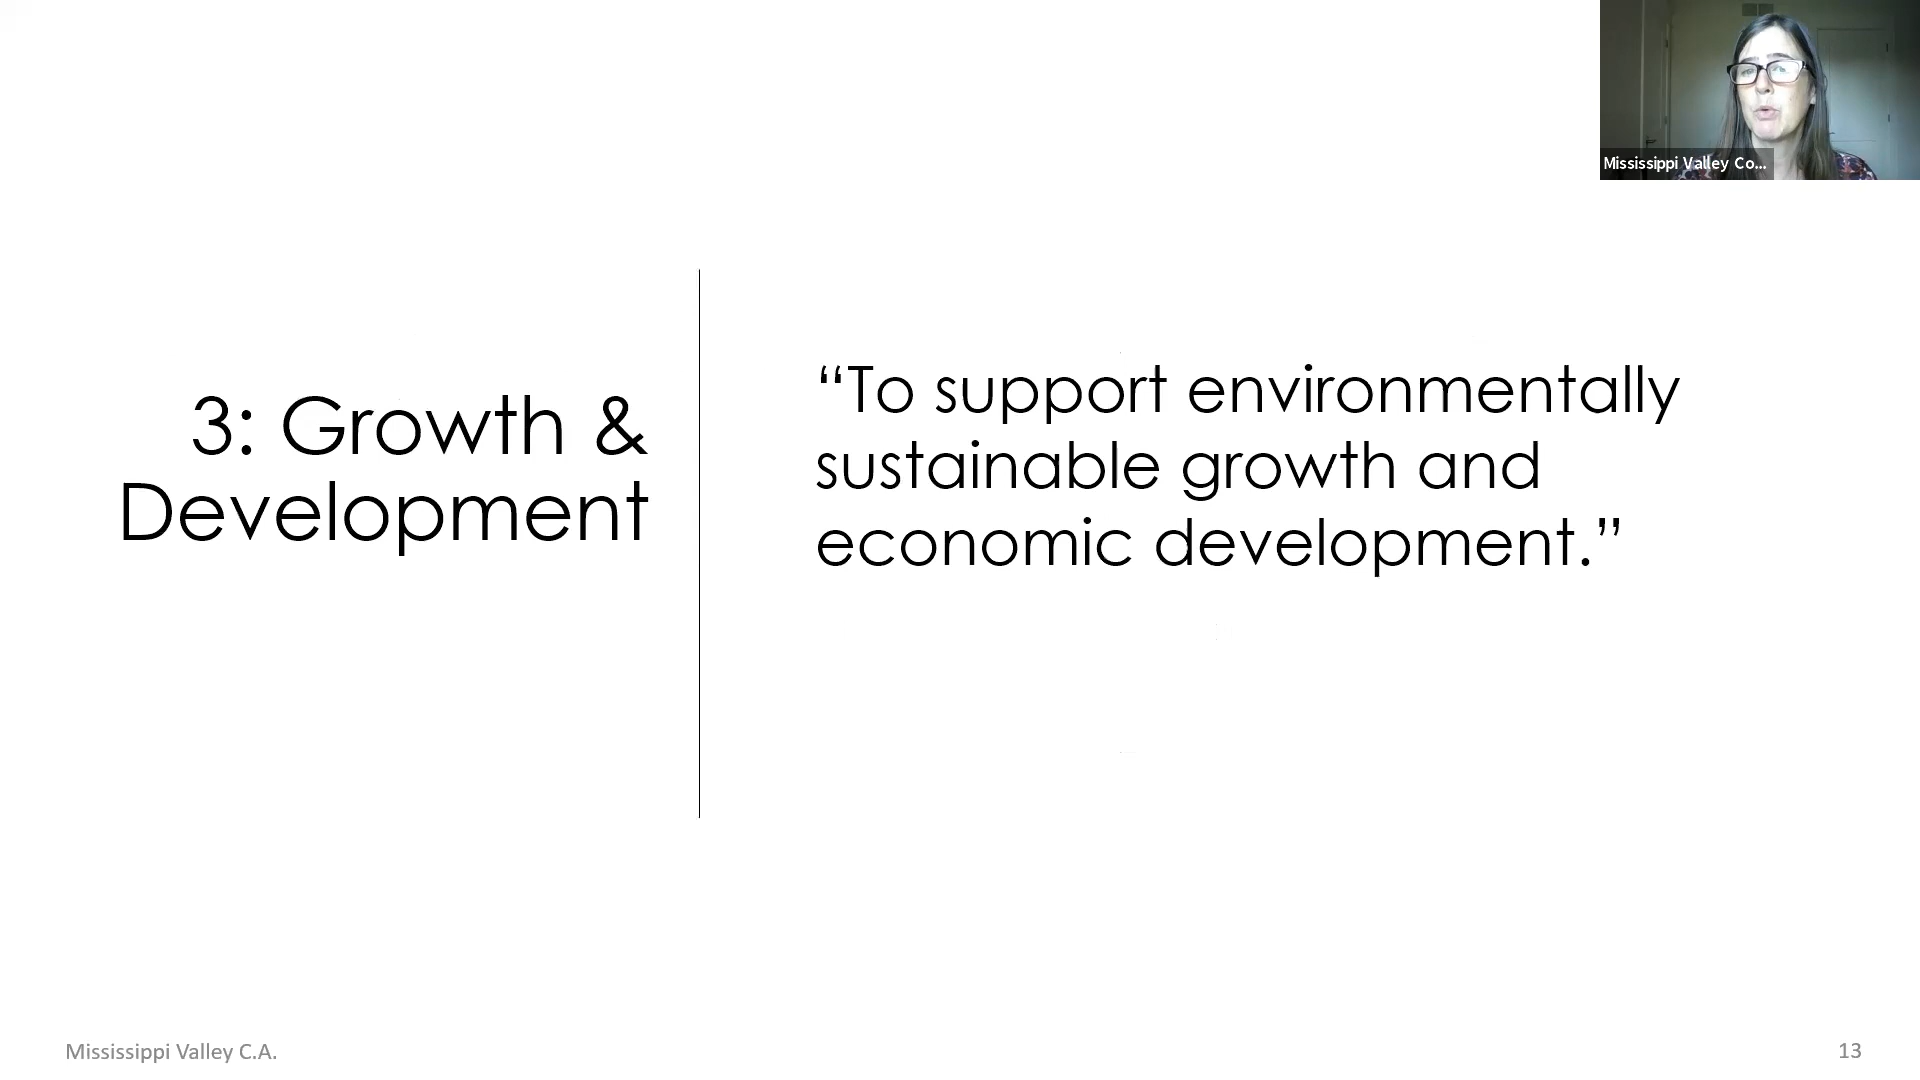 Mississippi Valley Co...
3: Growth &
Development
“To support environmentally
sustainable growth and
economic development.”
Mississippi Valley C.A.
13